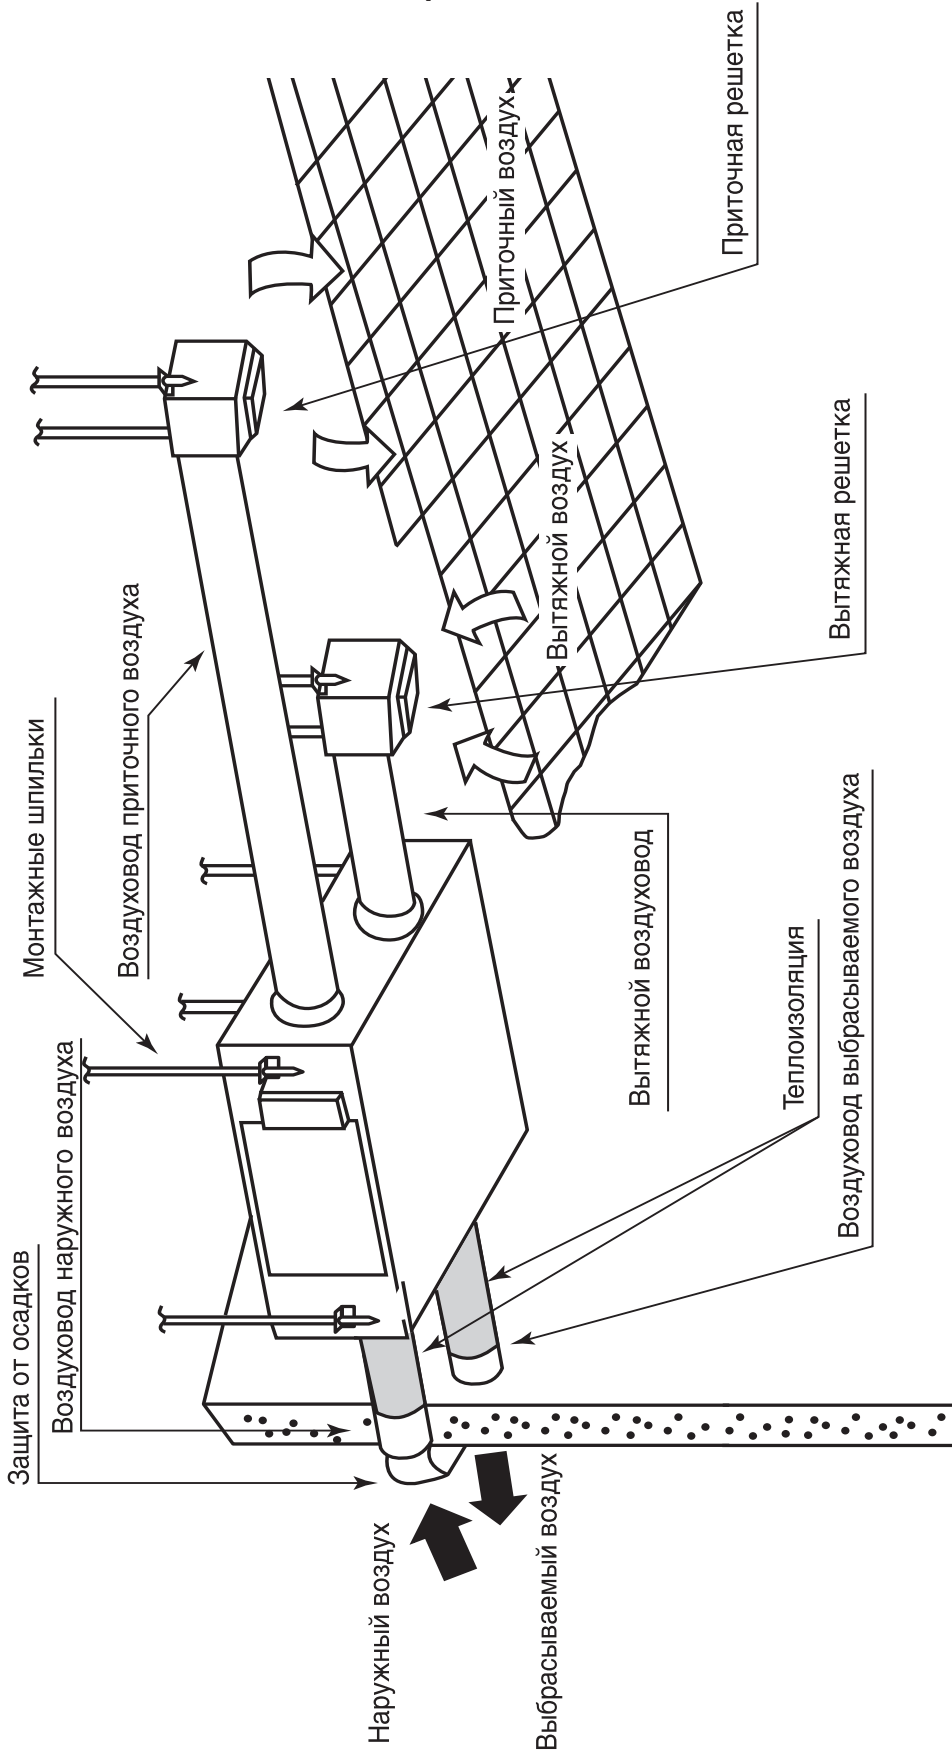 Защита от осадков
Воздуховод наружного воздуха
Монтажные шпильки
Воздуховод приточного воздуха
Наружный воздух
Выбрасываемый воздух
Приточный воздух
Вытяжной воздух
Вытяжной воздуховод
Приточная решетка
Теплоизоляция
Вытяжная решетка
Воздуховод выбрасываемого воздуха